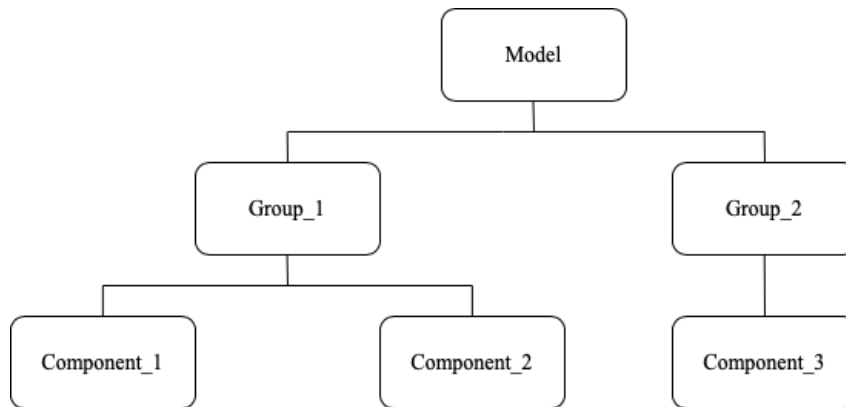 Model
Group_1
Group_2
Component_1
Component_2
Component_3